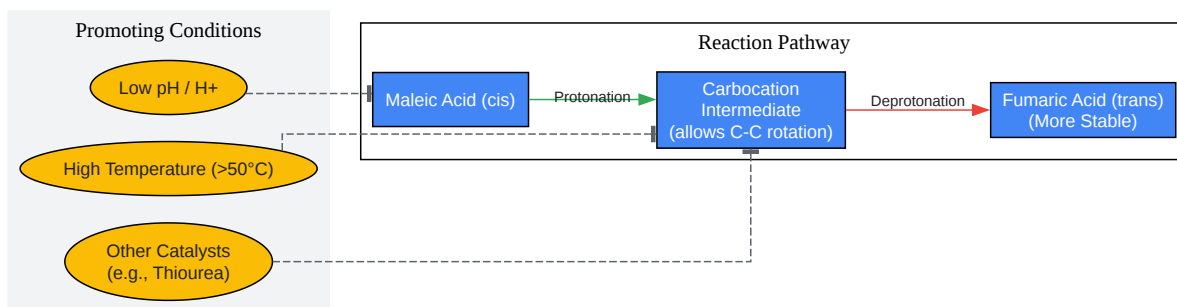 Promoting Conditions
Low pH / H+
High Temperature (>50°C)
Other Catalysts
(e.g., Thiourea)
Reaction Pathway
Maleic Acid (cis)
Protonation
Carbocation
Intermediate
(allows C-C rotation)
Deprotonation
Fumaric Acid (trans)
(More Stable)